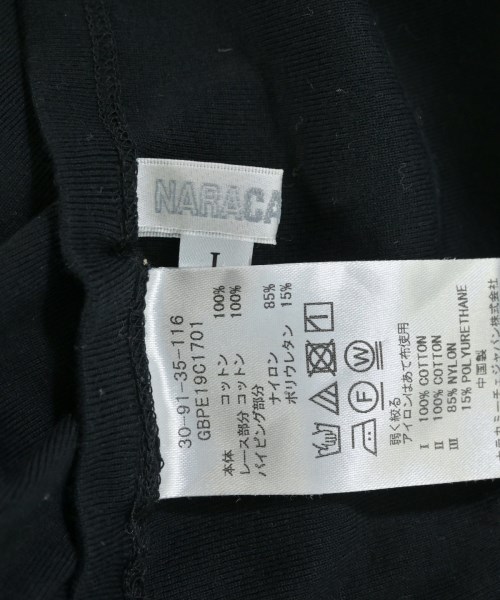 NARACA
I
30-91-35-116
GBPE19C1701
本体 コットン 100%
レース部分 コットン 100%
パイピング部分
ナイロン 85%
ポリウレタン 15%
弱く絞る
アイロンはあて布使用
I 100% COTTON
II 100% COTTON
III 85% NYLON
15% POLYURETHANE
中国製